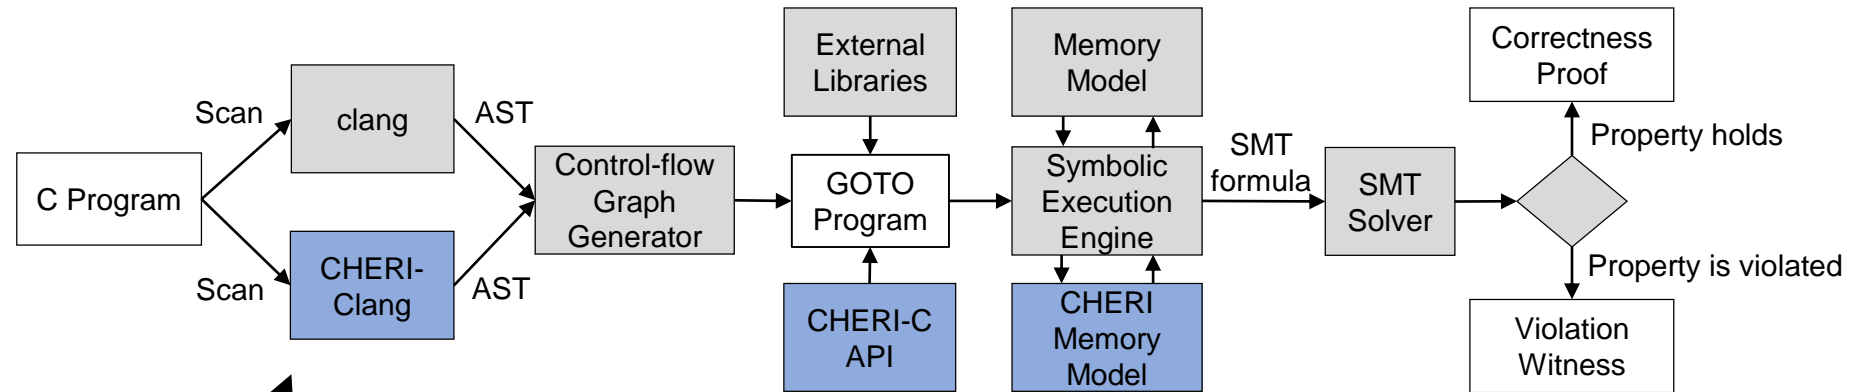 C Program
Scan
Scan
clang
CHERI-
Clang
AST
AST
Control-flow
Graph
Generator
External
Libraries
GOTO
Program
CHERI-C
API
Memory
Model
Symbolic
Execution
Engine
CHERI
Memory
Model
SMT
formula
SMT
Solver
Correctness
Proof
Property holds
Property is violated
Violation
Witness